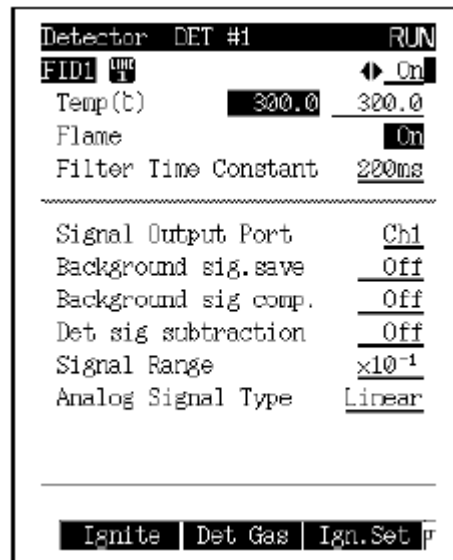 Detector DET #1 RUN
FID1 LINE 1 ◂▸ On
Temp(℃) 300.0 300.0
Flame On
Filter Time Constant 200ms
Signal Output Port Ch1
Background sig.save Off
Background sig comp. Off
Det sig subtraction Off
Signal Range x10⁻¹
Analog Signal Type Linear
Ignite Det Gas Ign.Set